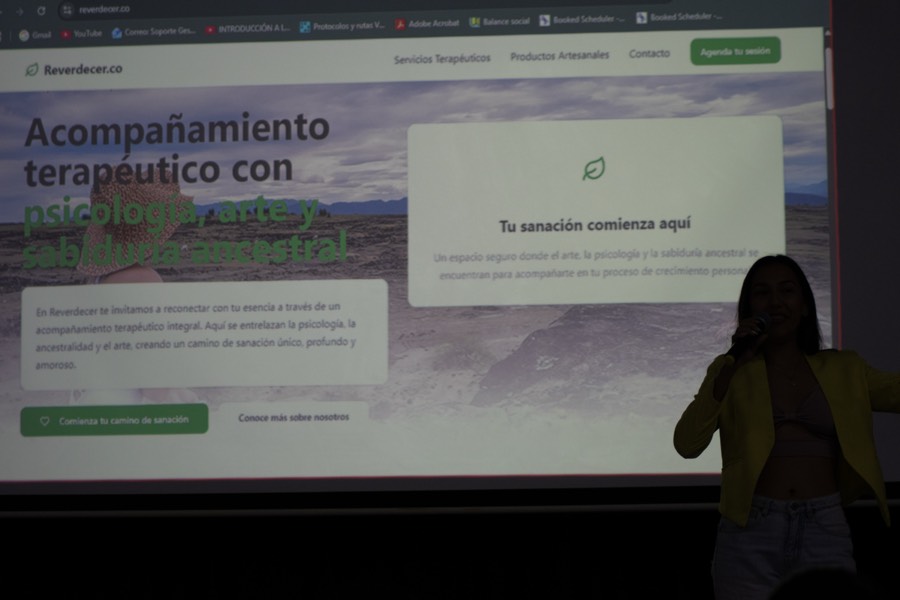 reverdecer.co
Gmail
YouTube
Correo Soporte Ges...
INTRODUCCIÓN A L...
Protocolos y rutas V...
Adobe Acrobat
Balance social
Booked Scheduler -...
Booked Scheduler -...
Reverdecer.co
Servicios Terapéuticos
Productos Artesanales
Contacto
Agenda tu sesión
Acompañamiento
terapéutico con
psicología, arte y
sabiduría ancestral
En Reverdecer te invitamos a reconectar con tu esencia a través de un
acompañamiento terapéutico integral. Aquí se entrelazan la psicología, la
ancestralidad y el arte, creando un camino de sanación único, profundo y
amoroso.
Comienza tu camino de sanación
Conoce más sobre nosotros
Tu sanación comienza aquí
Un espacio seguro donde el arte, la psicología y la sabiduría ancestral se
encuentran para acompañarte en tu proceso de crecimiento